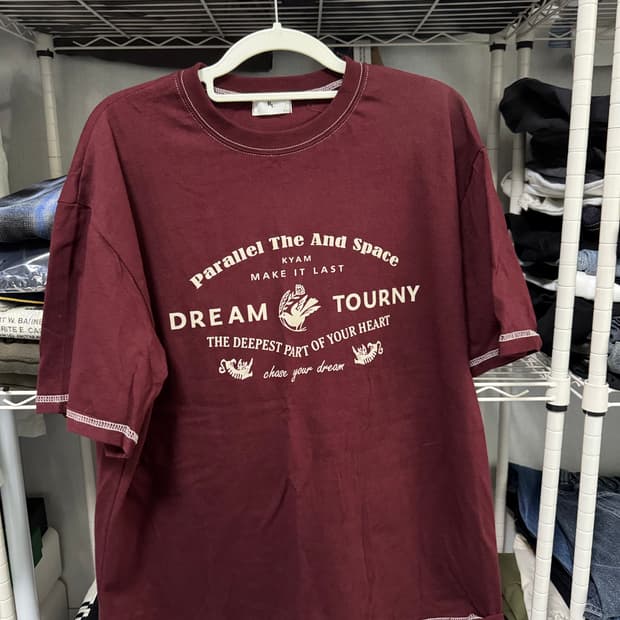 Parallel The And Space
KYAM
MAKE IT LAST
DREAM TOURNY
THE DEEPEST PART OF YOUR HEART
chase your dream